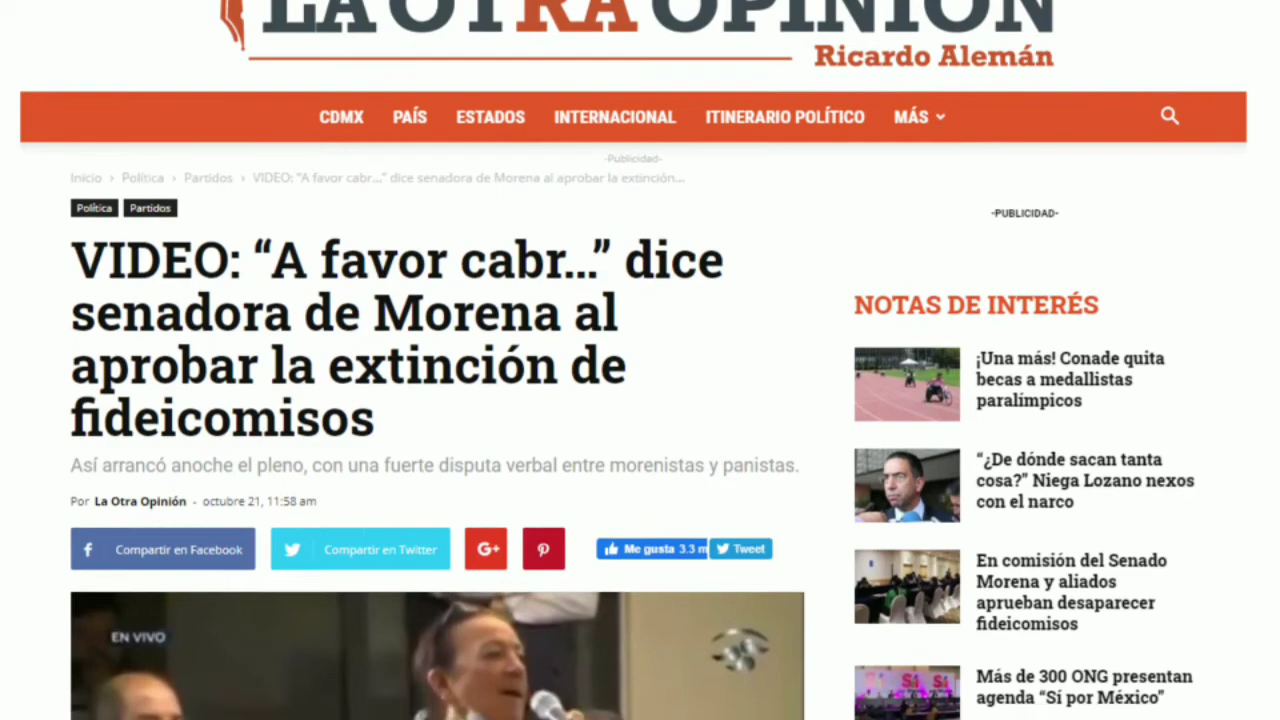 LA OTRA OPINIÓN
Ricardo Alemán
CDMX PAÍS ESTADOS INTERNACIONAL ITINERARIO POLÍTICO MÁS
-Publicidad-
Inicio › Política › Partidos › VIDEO: “A favor cabr...” dice senadora de Morena al aprobar la extinción...
Política Partidos
-PUBLICIDAD-
VIDEO: “A favor cabr...” dice
senadora de Morena al
aprobar la extinción de
fideicomisos
Así arrancó anoche el pleno, con una fuerte disputa verbal entre morenistas y panistas.
Por La Otra Opinión - octubre 21, 11:58 am
Compartir en Facebook Compartir en Twitter G+ Me gusta 3.3 m Tweet
EN VIVO
NOTAS DE INTERÉS
¡Una más! Conade quita
becas a medallistas
paralímpicos
“¿De dónde sacan tanta
cosa?” Niega Lozano nexos
con el narco
En comisión del Senado
Morena y aliados
aprueban desaparecer
fideicomisos
Más de 300 ONG presentan
agenda “Sí por México”